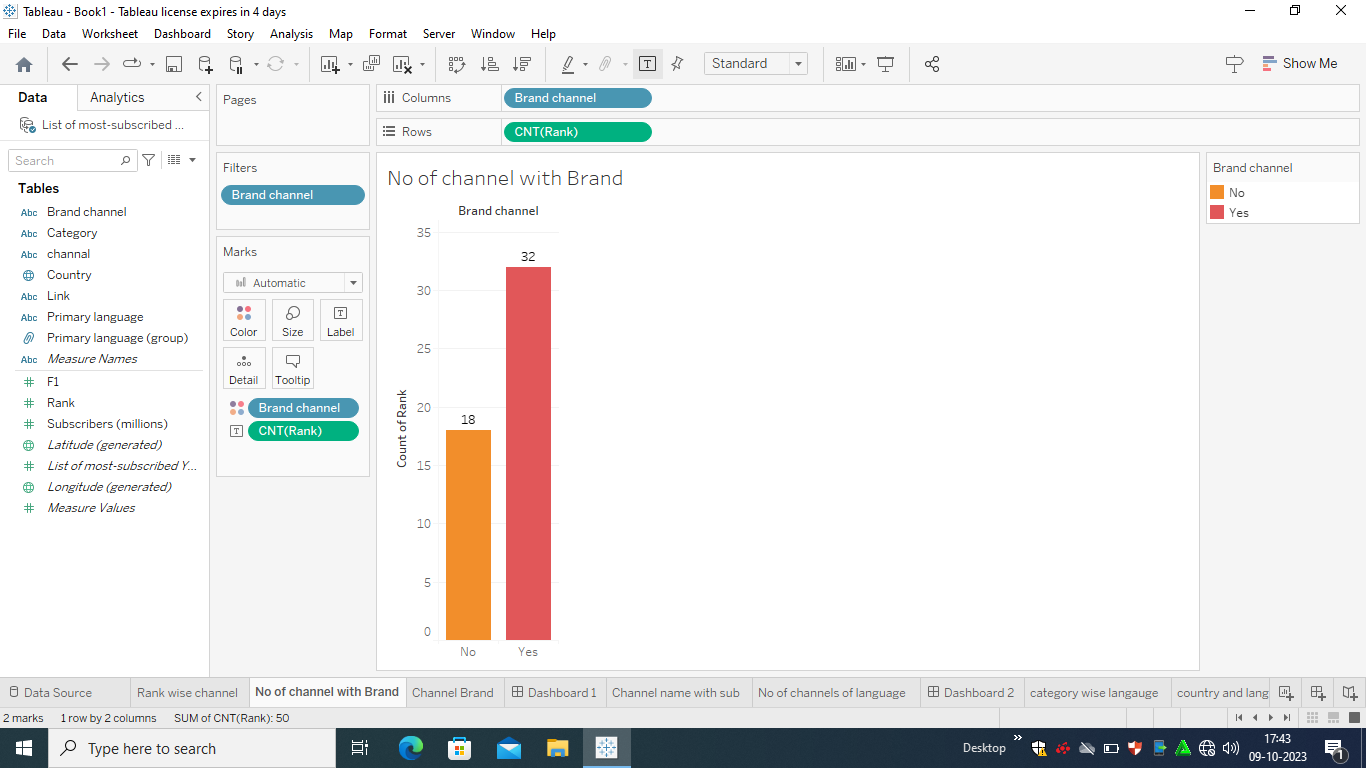 Tableau - Book1 - Tableau license expires in 4 days
File Data Worksheet Dashboard Story Analysis Map Format Server Window Help
Standard
Show Me
Data Analytics
List of most-subscribed ...
Search
Tables
Abc Brand channel
Abc Category
Abc channal
Country
Abc Link
Abc Primary language
Primary language (group)
Abc Measure Names
# F1
# Rank
# Subscribers (millions)
Latitude (generated)
# List of most-subscribed Y...
Longitude (generated)
# Measure Values
Pages
Filters
Brand channel
Marks
Automatic
Color Size Label
Detail Tooltip
Brand channel
T CNT(Rank)
Columns Brand channel
Rows CNT(Rank)
No of channel with Brand
Brand channel
Count of Rank
35
30
25
20
15
10
5
0
18
32
No Yes
Brand channel
No
Yes
Data Source Rank wise channel No of channel with Brand Channel Brand Dashboard 1 Channel name with sub No of channels of language Dashboard 2 category wise langauge country and lang
2 marks 1 row by 2 columns SUM of CNT(Rank): 50
Type here to search
Desktop
17:43
09-10-2023
1